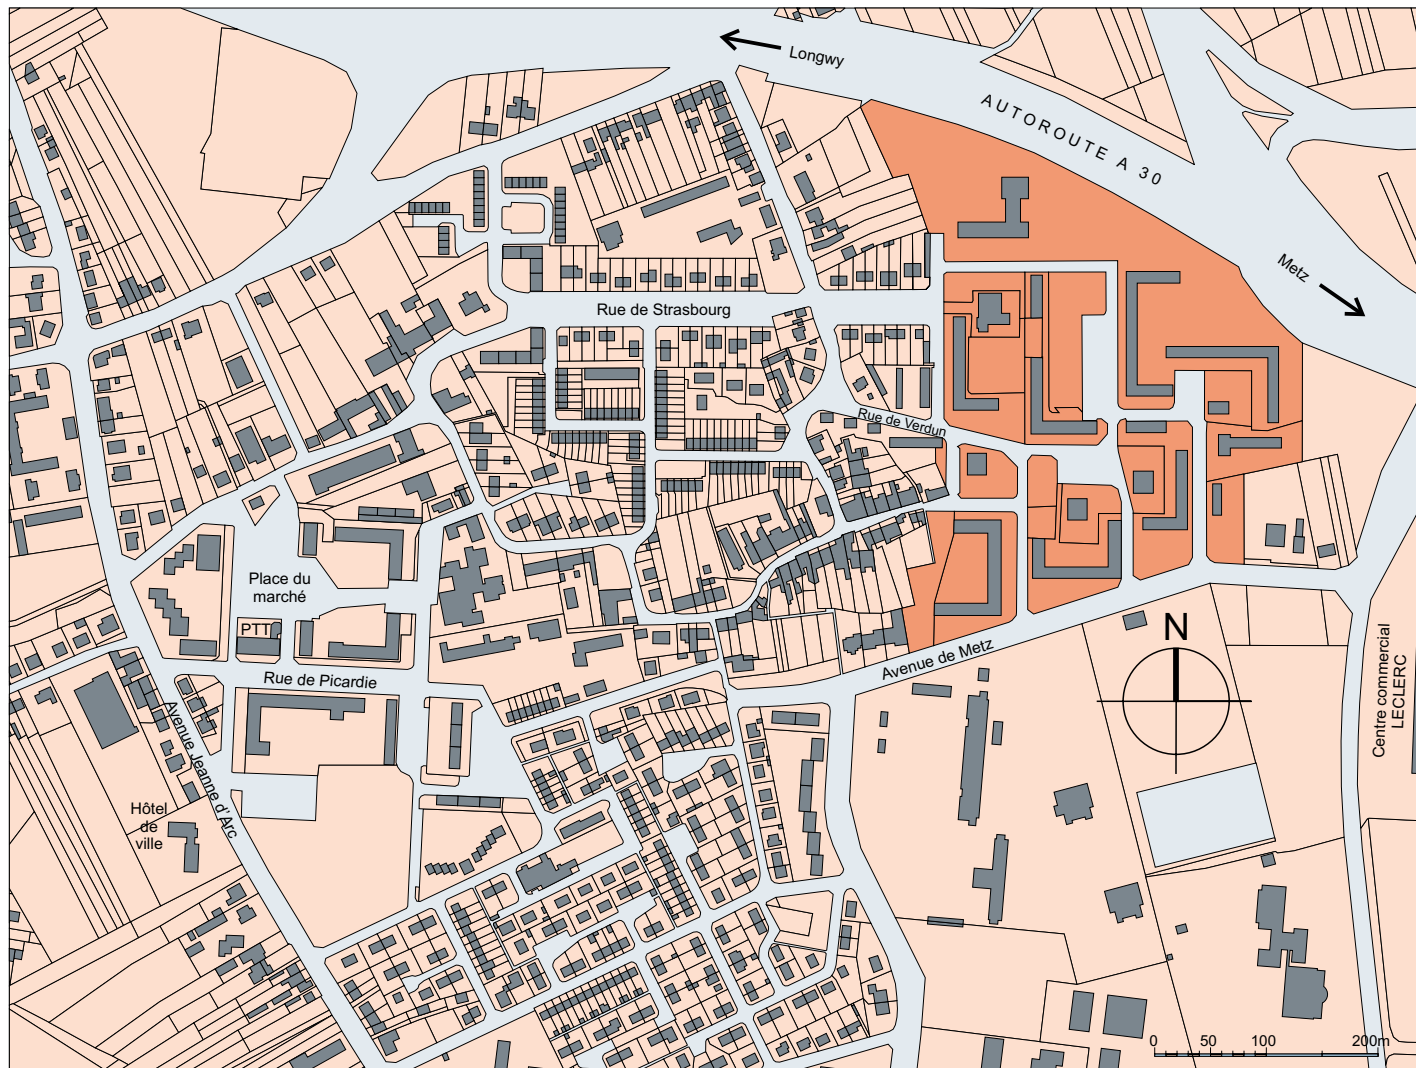 Longwy
AUTOROUTE A 30
Metz
Rue de Strasbourg
Rue de Verdun
Place du
marché
PTT
N
Avenue de Metz
Rue de Picardie
Centre commercial
LECLERC
Avenue Jeanne d'Arc
Hôtel
de
ville
0 50 100 200m